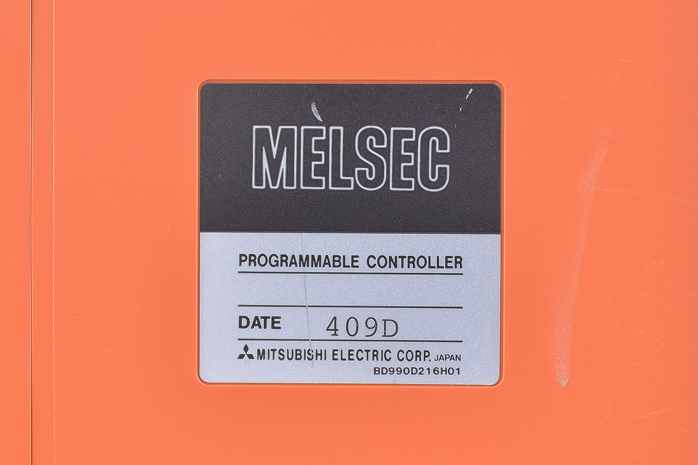 MELSEC
PROGRAMMABLE CONTROLLER
DATE 409D
MITSUBISHI ELECTRIC CORP. JAPAN
BD990D216H01